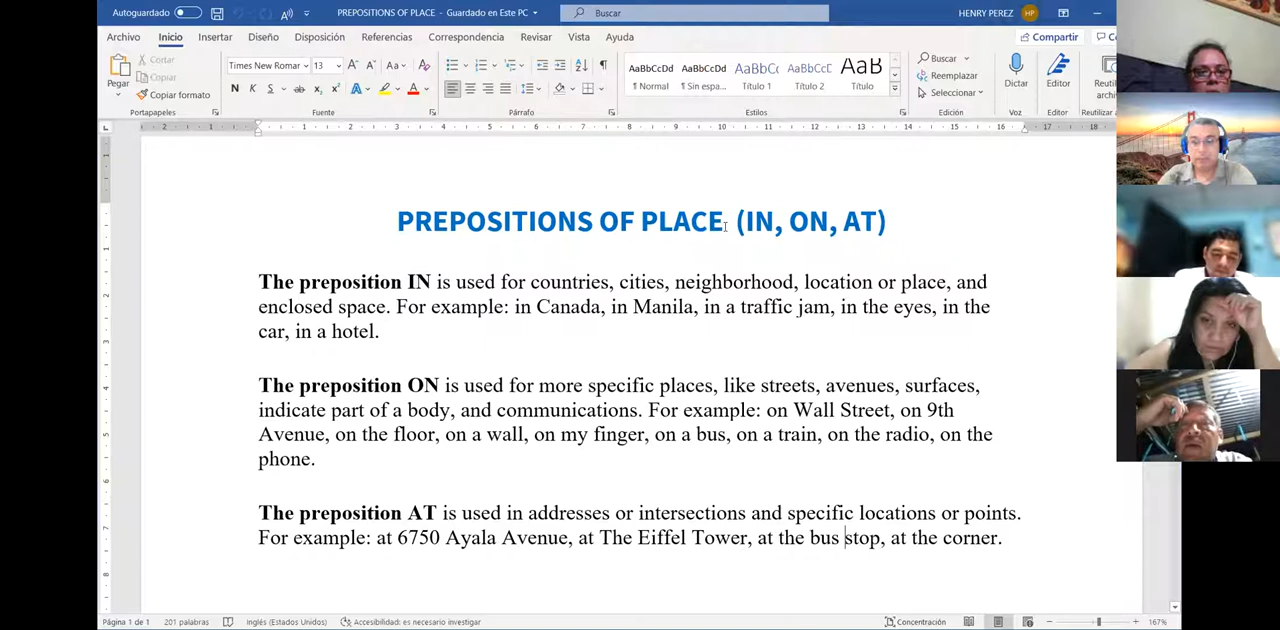 Autoguardado
PREPOSITIONS OF PLACE - Guardado en Este PC
Buscar
HENRY PEREZ
HP
Archivo Inicio Insertar Diseño Disposición Referencias Correspondencia Revisar Vista Ayuda
Compartir
Pegar
Cortar
Copiar
Copiar formato
Portapapeles
Times New Roman 13
N K S
Fuente
Párrafo
AaBbCcDd AaBbCcDd AaBbCc AaBbCcD AaB
¶ Normal ¶ Sin espa... Título 1 Título 2 Título
Estilos
Buscar
Reemplazar
Seleccionar
Edición
Dictar
Voz
Editor
Editor
PREPOSITIONS OF PLACE (IN, ON, AT)
The preposition IN is used for countries, cities, neighborhood, location or place, and
enclosed space. For example: in Canada, in Manila, in a traffic jam, in the eyes, in the
car, in a hotel.
The preposition ON is used for more specific places, like streets, avenues, surfaces,
indicate part of a body, and communications. For example: on Wall Street, on 9th
Avenue, on the floor, on a wall, on my finger, on a bus, on a train, on the radio, on the
phone.
The preposition AT is used in addresses or intersections and specific locations or points.
For example: at 6750 Ayala Avenue, at The Eiffel Tower, at the bus stop, at the corner.
Página 1 de 1 201 palabras Inglés (Estados Unidos) Accesibilidad: es necesario investigar
Concentración
167%